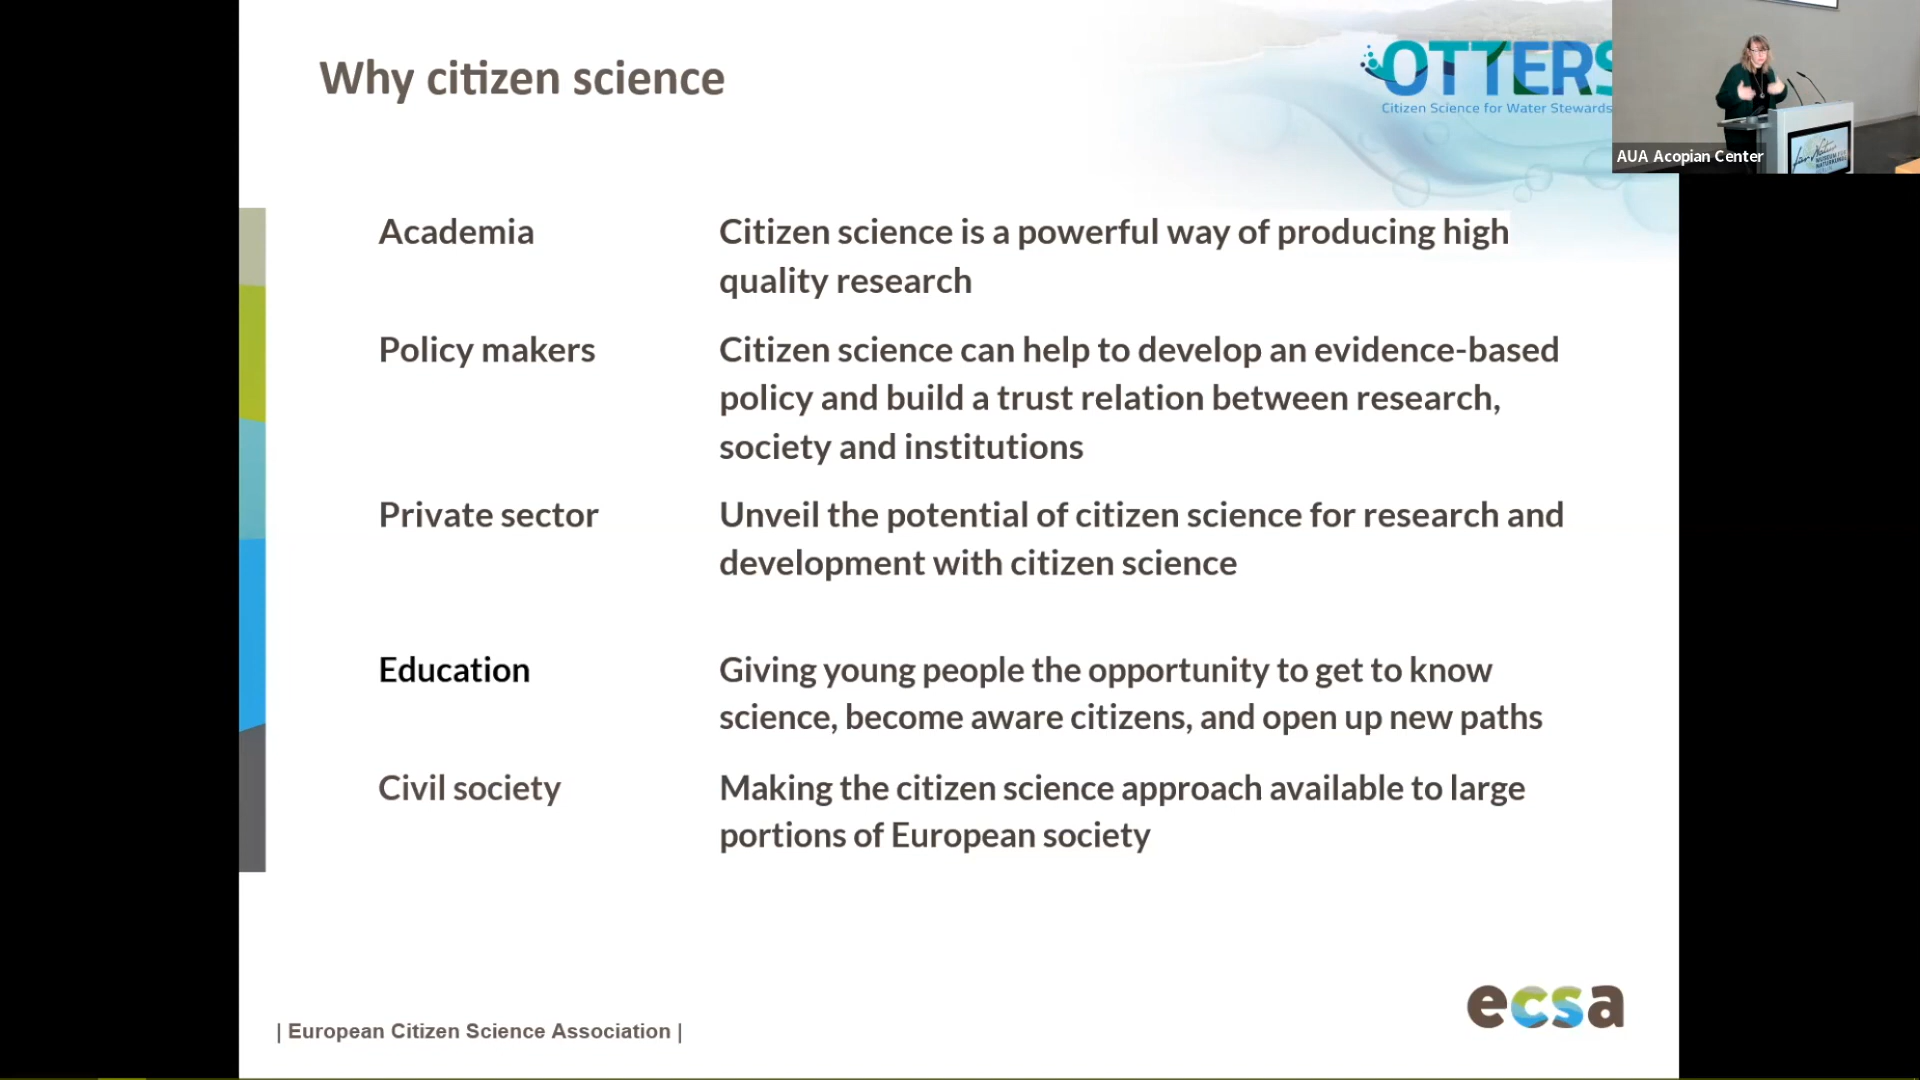 Why citizen science
OTTERS
Citizen Science for Water Stewards
AUA Acopian Center
für Natur
MUSEUM FÜR
NATURKUNDE
Academia
Citizen science is a powerful way of producing high
quality research
Policy makers
Citizen science can help to develop an evidence-based
policy and build a trust relation between research,
society and institutions
Private sector
Unveil the potential of citizen science for research and
development with citizen science
Education
Giving young people the opportunity to get to know
science, become aware citizens, and open up new paths
Civil society
Making the citizen science approach available to large
portions of European society
ecsa
| European Citizen Science Association |